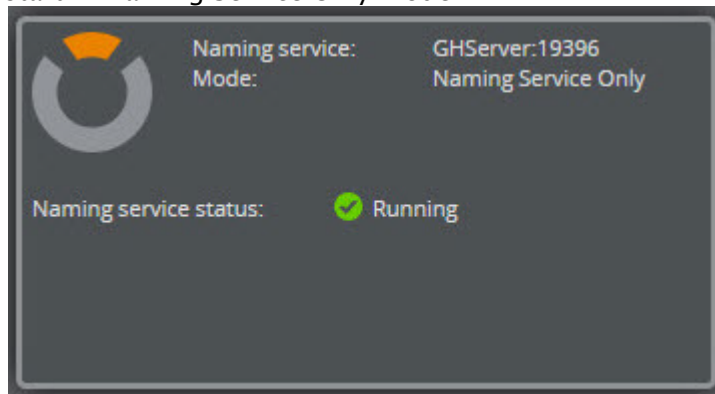 Naming service: GHServer:19396
Mode: Naming Service Only
Naming service status: Running